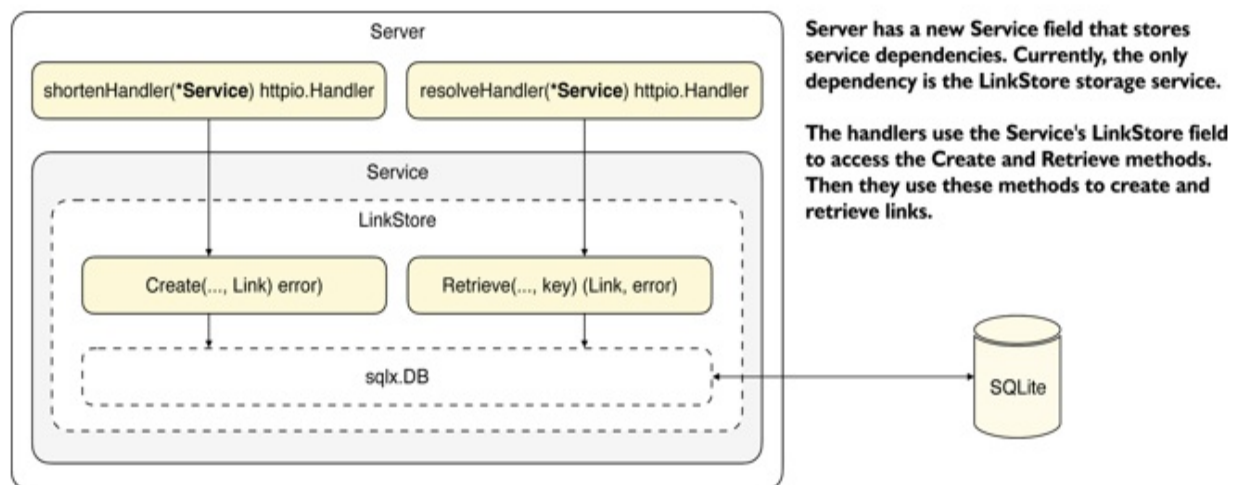 Server
shortenHandler(*Service) httpio.Handler
resolveHandler(*Service) httpio.Handler
Service
LinkStore
Create(..., Link) error)
Retrieve(..., key) (Link, error)
sqlx.DB
SQLite
Server has a new Service field that stores
service dependencies. Currently, the only
dependency is the LinkStore storage service.
The handlers use the Service's LinkStore field
to access the Create and Retrieve methods.
Then they use these methods to create and
retrieve links.